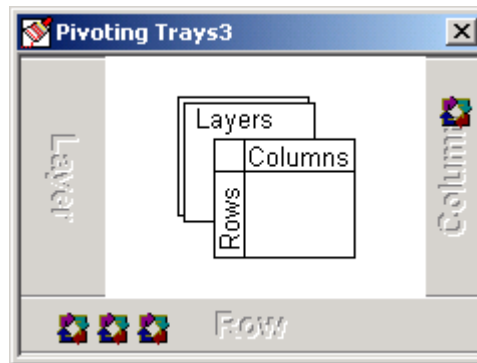 Pivoting Trays3
Layer
Layers
Columns
Rows
Column
Row